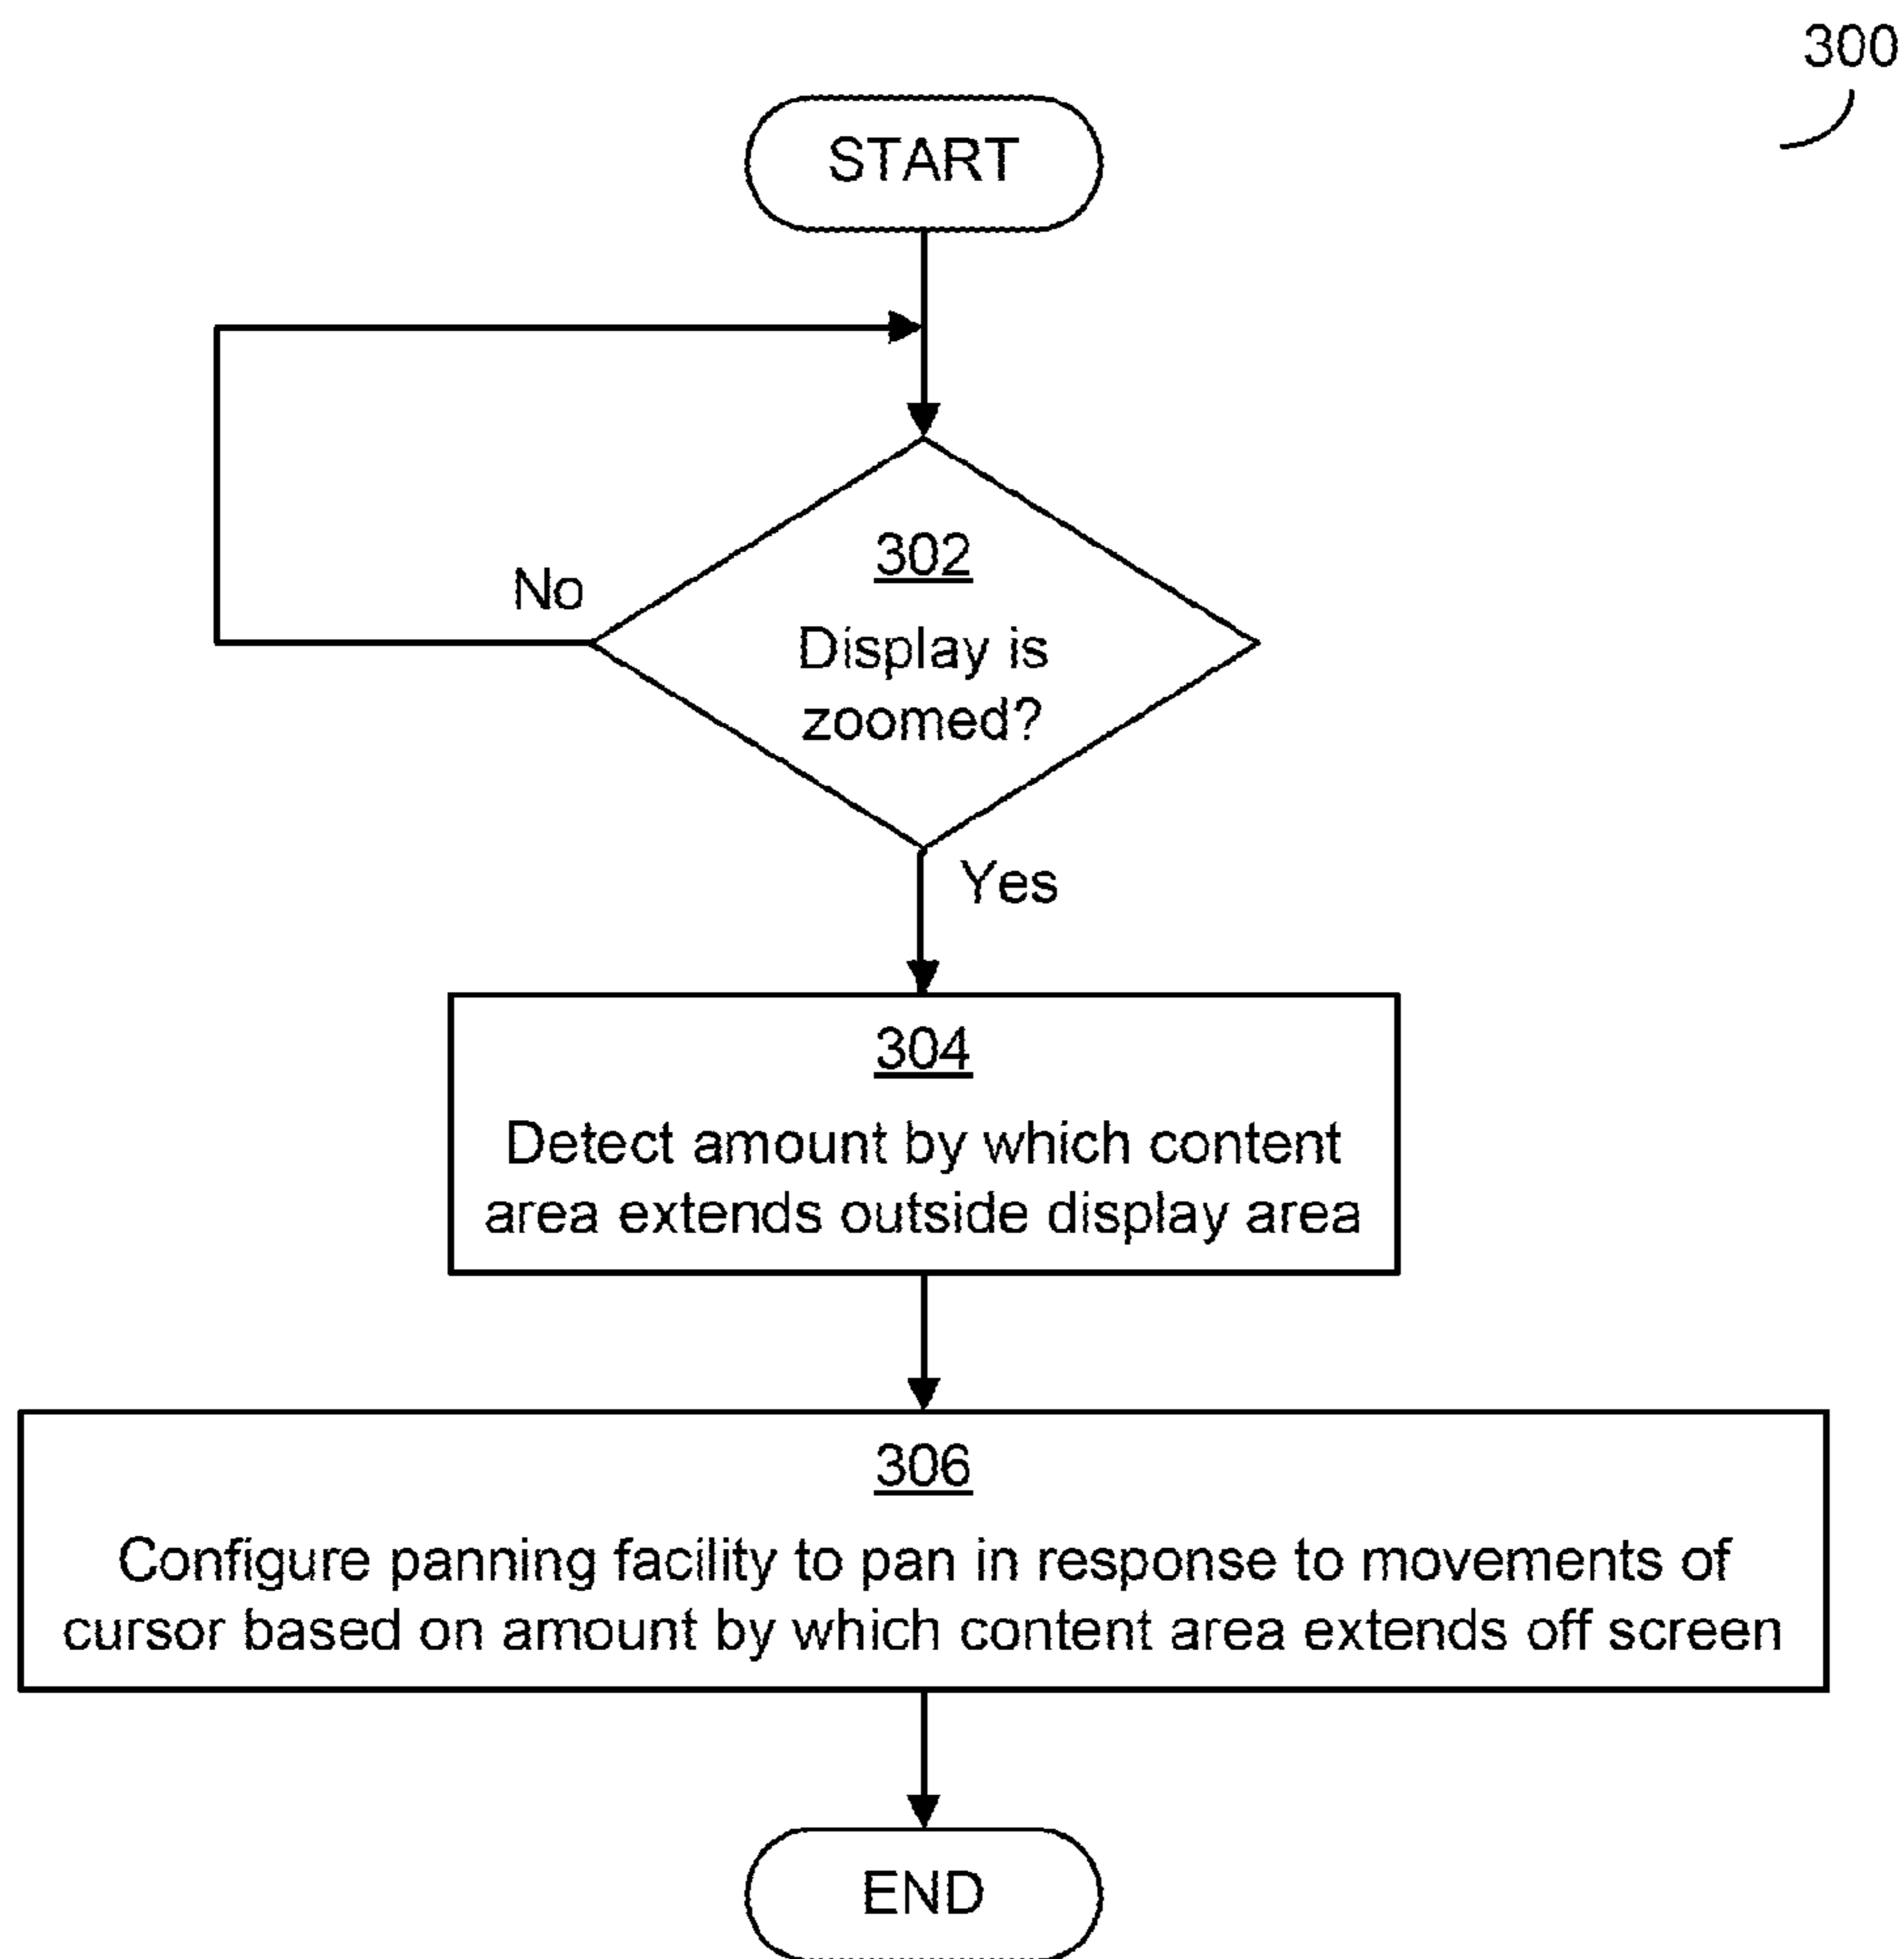 300
START
302
No
Display is
zoomed?
Yes
304
Detect amount by which content
area extends outside display area
306
Configure panning facility to pan in response to movements of
cursor based on amount by which content area extends off screen
END